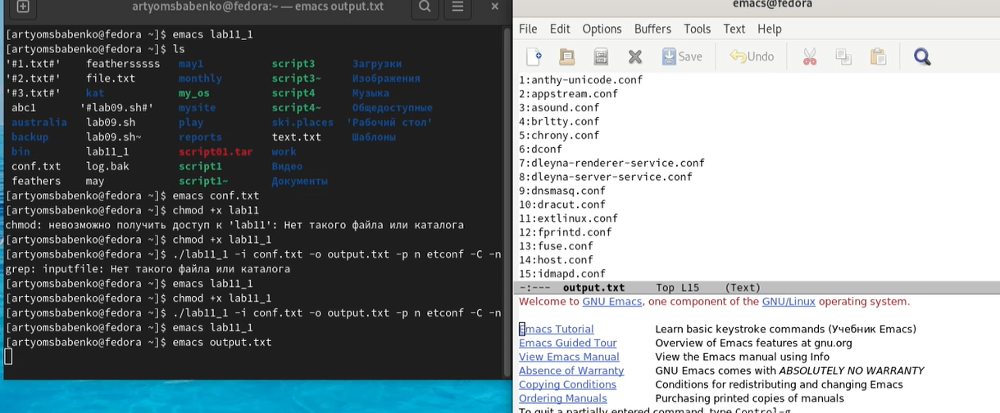 artyomsbabenko@fedora:~ — emacs output.txt
[artyomsbabenko@fedora ~]$ emacs lab11_1
[artyomsbabenko@fedora ~]$ ls
'#1.txt#' featherssssss may1 script3 Загрузки
'#2.txt#' file.txt monthly script3~ Изображения
'#3.txt#' kat my_os script4 Музыка
abc1 '#lab09.sh#' mysite script4~ Общедоступные
australia lab09.sh play ski.places 'Рабочий стол'
backup lab09.sh~ reports text.txt Шаблоны
bin lab11_1 script01.tar work
conf.txt log.bak script1 Видео
feathers may script1~ Документы
[artyomsbabenko@fedora ~]$ emacs conf.txt
[artyomsbabenko@fedora ~]$ chmod +x lab11
chmod: невозможно получить доступ к 'lab11': Нет такого файла или каталога
[artyomsbabenko@fedora ~]$ chmod +x lab11_1
[artyomsbabenko@fedora ~]$ ./lab11_1 -i conf.txt -o output.txt -p n etconf -C -n
grep: inputfile: Нет такого файла или каталога
[artyomsbabenko@fedora ~]$ emacs lab11_1
[artyomsbabenko@fedora ~]$ chmod +x lab11_1
[artyomsbabenko@fedora ~]$ ./lab11_1 -i conf.txt -o output.txt -p n etconf -C -n
[artyomsbabenko@fedora ~]$ emacs lab11_1
[artyomsbabenko@fedora ~]$ emacs output.txt
emacs@fedora
File Edit Options Buffers Tools Text Help
Save Undo
1:anthy-unicode.conf
2:appstream.conf
3:asound.conf
4:brltty.conf
5:chrony.conf
6:dconf
7:dleyna-renderer-service.conf
8:dleyna-server-service.conf
9:dnsmasq.conf
10:dracut.conf
11:extlinux.conf
12:fprintd.conf
13:fuse.conf
14:host.conf
15:idmapd.conf
-:--- output.txt Top L15 (Text)
Welcome to GNU Emacs, one component of the GNU/Linux operating system.
Emacs Tutorial Learn basic keystroke commands (Учебник Emacs)
Emacs Guided Tour Overview of Emacs features at gnu.org
View Emacs Manual View the Emacs manual using Info
Absence of Warranty GNU Emacs comes with ABSOLUTELY NO WARRANTY
Copying Conditions Conditions for redistributing and changing Emacs
Ordering Manuals Purchasing printed copies of manuals
To quit a partially entered command, type Control-g